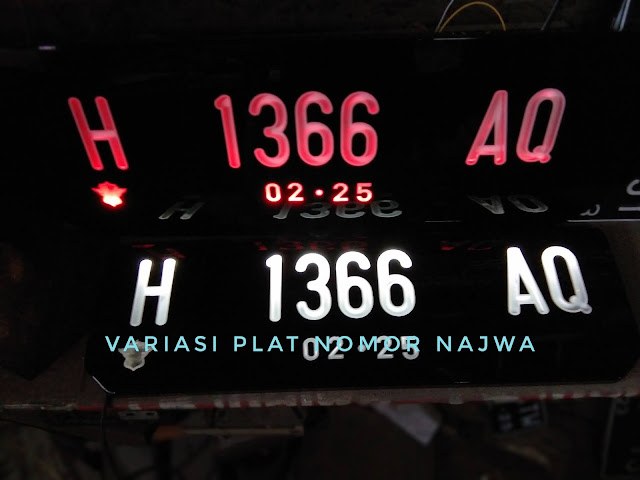 H 1366 AQ
02·25
H 1366 AQ
VARIASI PLAT NOMOR NAJWA
02·25